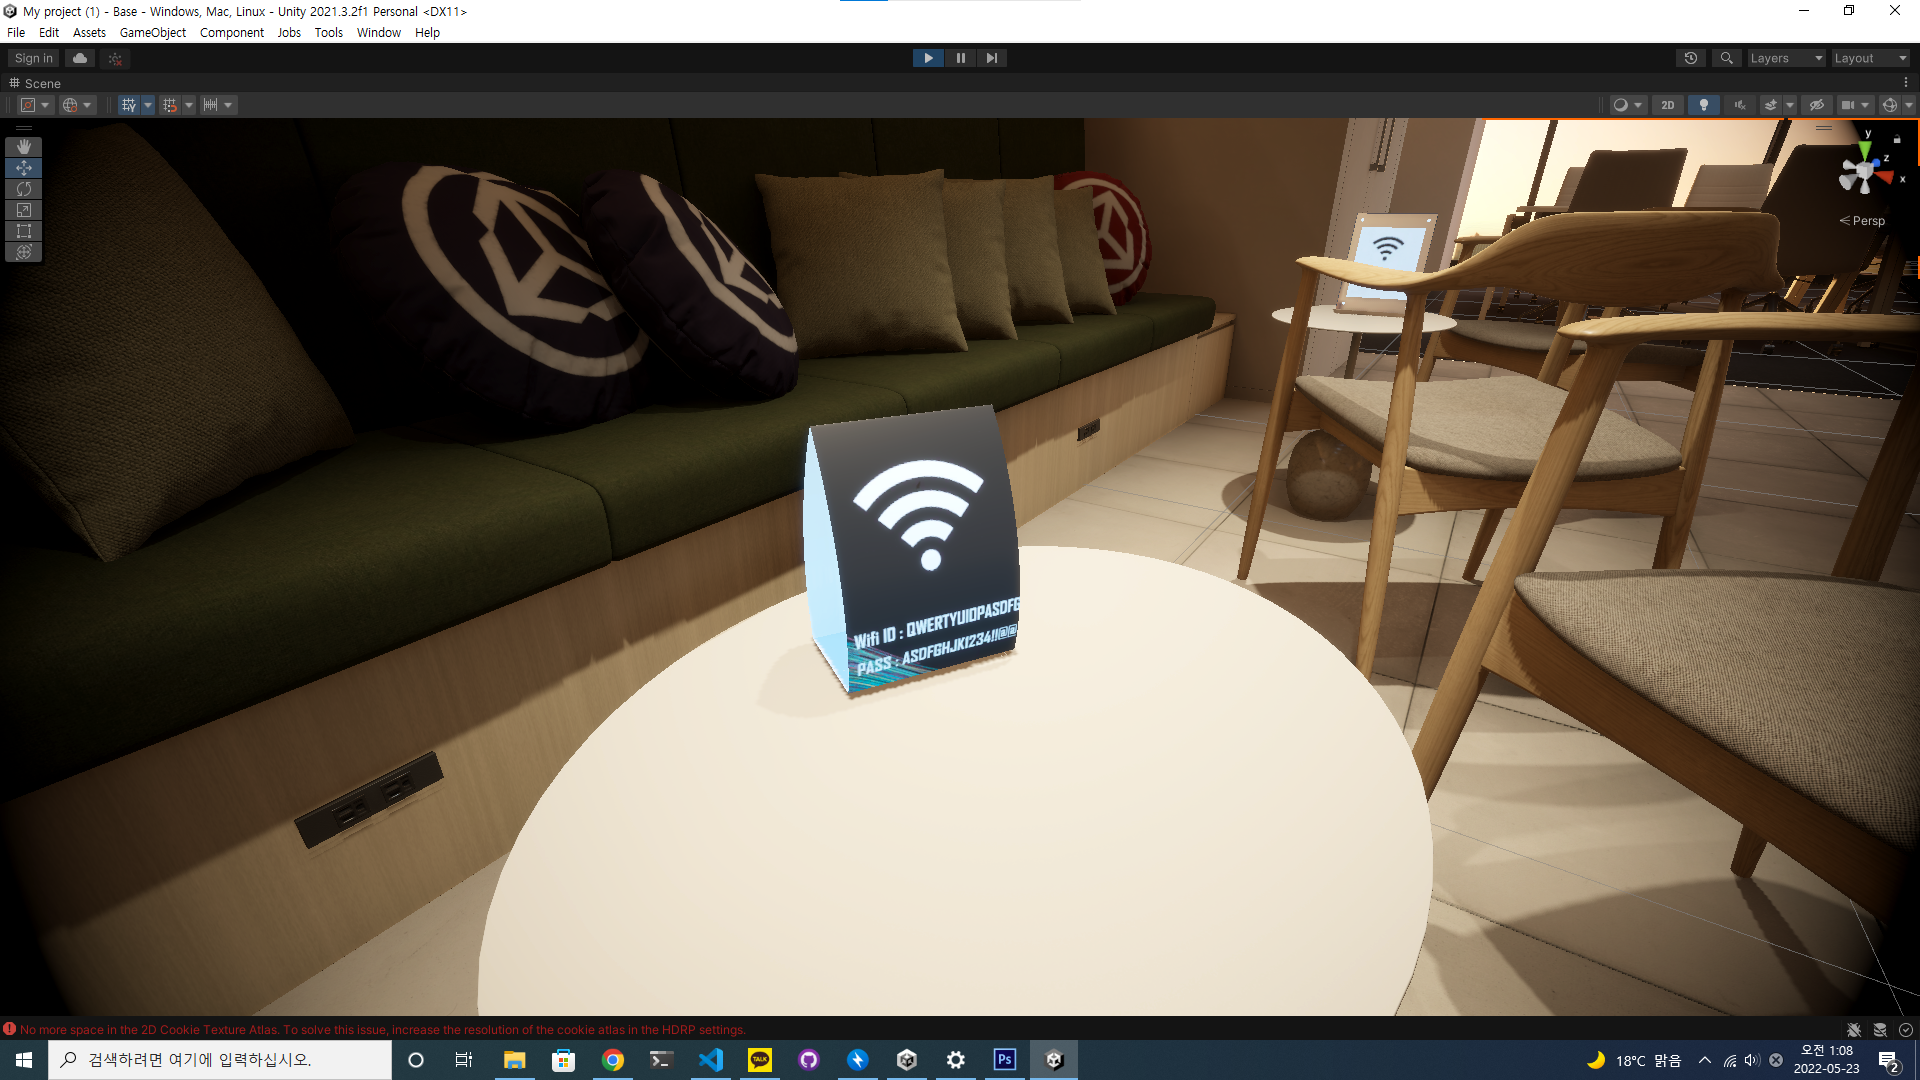 My project (1) - Base - Windows, Mac, Linux - Unity 2021.3.2f1 Personal <DX11>
File Edit Assets GameObject Component Jobs Tools Window Help
Sign in
Layers
Layout
Scene
2D
y
z
x
Persp
Wifi ID : QWERTYUIOPASDFG
PASS : ASDFGHJK1234!!@@
No more space in the 2D Cookie Texture Atlas. To solve this issue, increase the resolution of the cookie atlas in the HDRP settings.
검색하려면 여기에 입력하십시오.
TALK
Ps
18°C 맑음
오전 1:08
2022-05-23
2